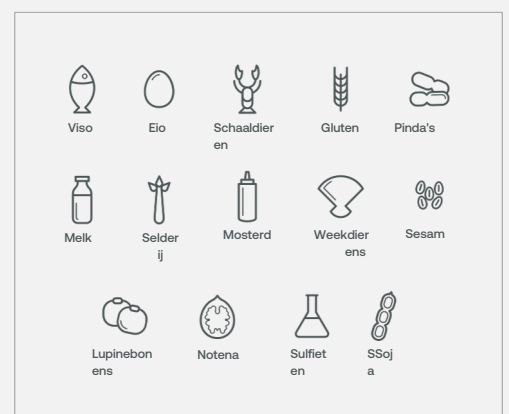 Viso
Eio
Schaaldier
en
Gluten
Pinda's
Melk
Selder
ij
Mosterd
Weekdier
ens
Sesam
Lupinebon
ens
Notena
Sulfiet
en
SSoj
a